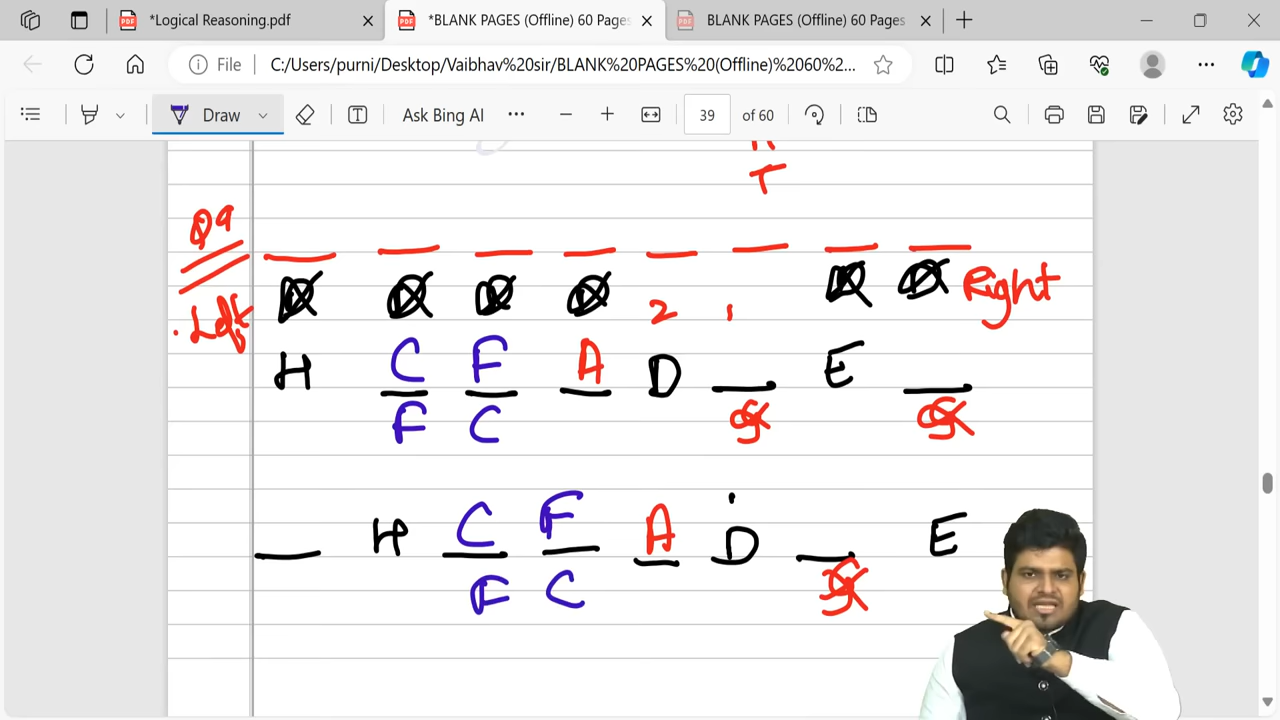 *Logical Reasoning.pdf
*BLANK PAGES (Offline) 60 Pages
BLANK PAGES (Offline) 60 Pages
File
C:/Users/purni/Desktop/Vaibhav%20sir/BLANK%20PAGES%20(Offline)%2060%2...
Draw
Ask Bing AI
39
of 60
T
Q9
D D D D D D
Left
2 1
Right
H C F A D E
F C
H C F A D E
F C